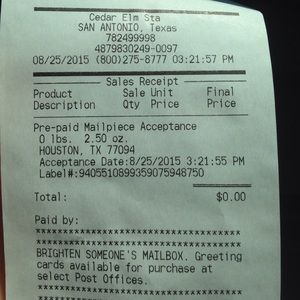 Cedar Elm Sta
SAN ANTONIO, Texas
782499998
4879830249-0097
08/25/2015 (800)275-8777 03:21:57 PM
Sales Receipt
Product Sale Unit Final
Description Qty Price Price
Pre-paid Mailpiece Acceptance
0 lbs. 2.50 oz.
HOUSTON, TX 77094
Acceptance Date:8/25/2015 3:21:55 PM
Label#:9405510899359075948750
Total: $0.00
Paid by:
BRIGHTEN SOMEONE'S MAILBOX. Greeting
cards available for purchase at
select Post Offices.